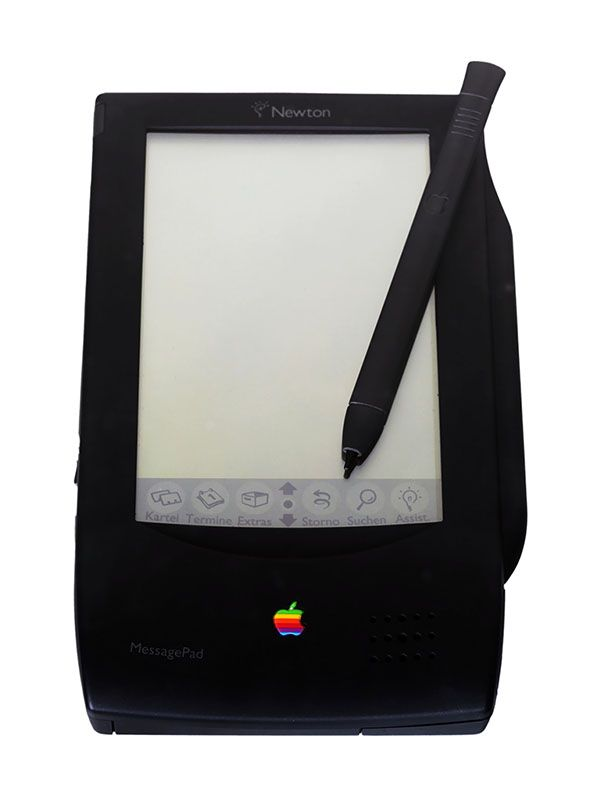 Newton
Kartei Termine Extras Storno Suchen Assist.
MessagePad